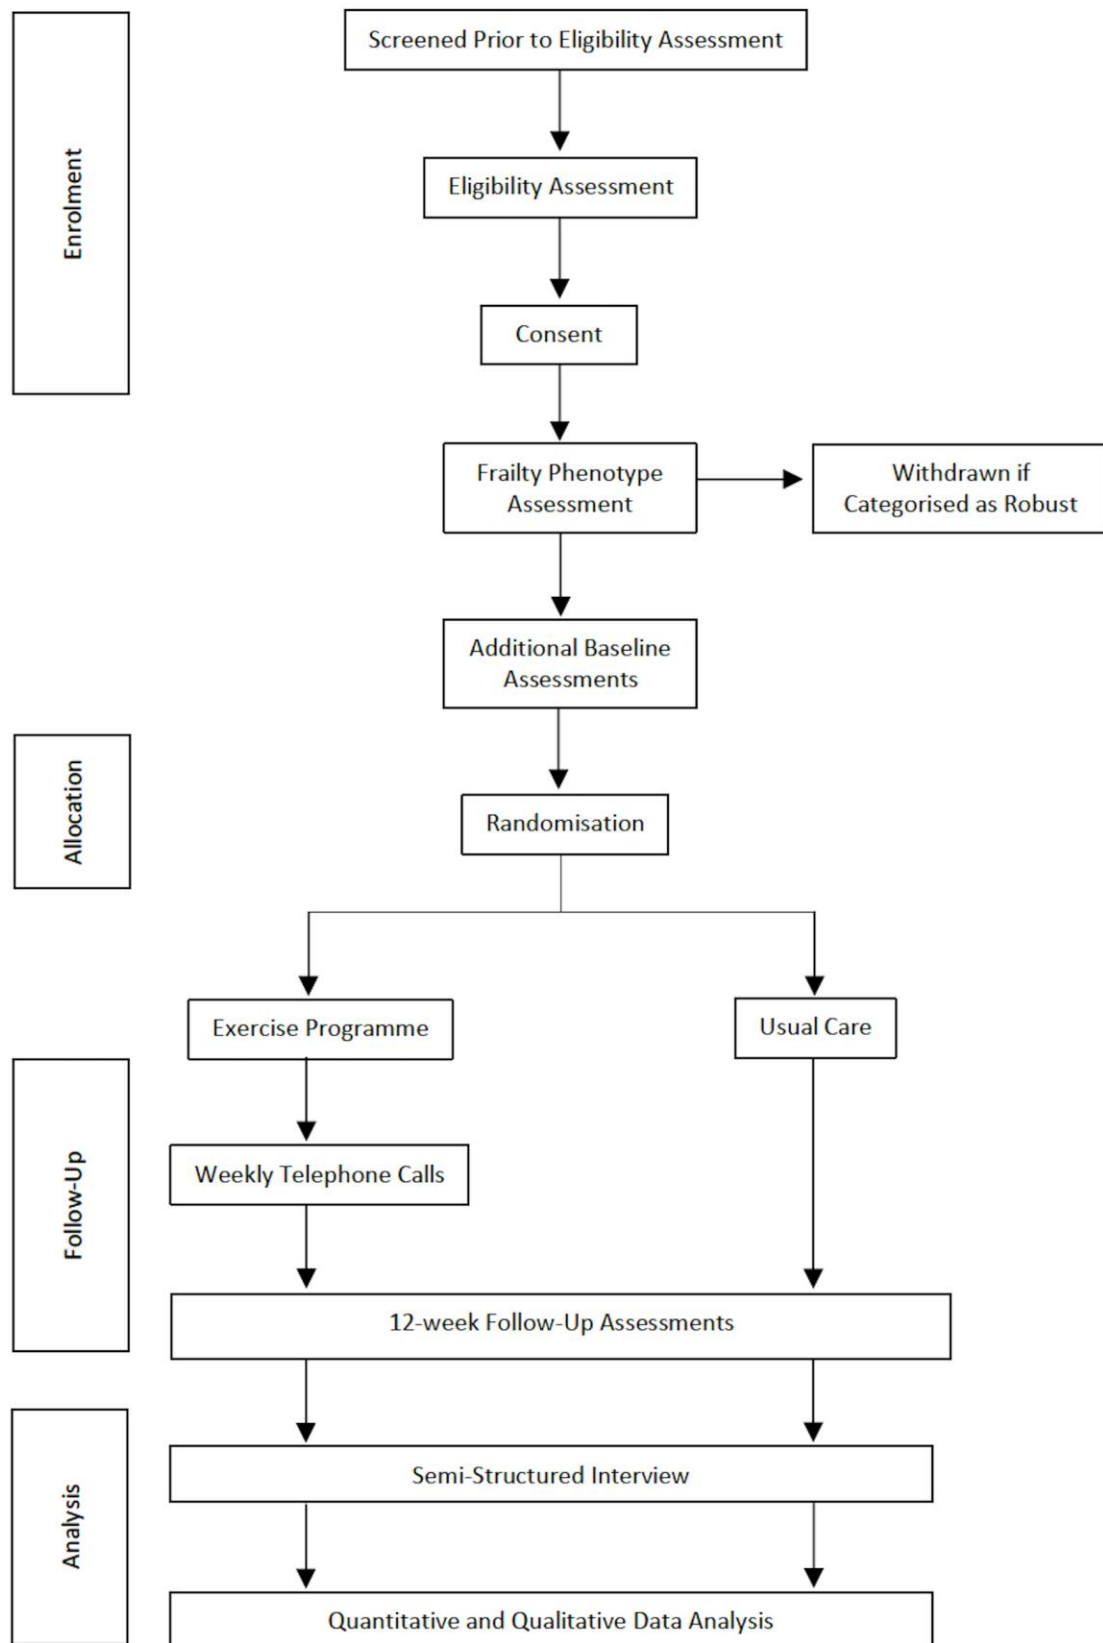 Enrolment
Screened Prior to Eligibility Assessment
Eligibility Assessment
Consent
Frailty Phenotype
Assessment
Withdrawn if
Categorised as Robust
Additional Baseline
Assessments
Allocation
Randomisation
Exercise Programme
Usual Care
Follow-Up
Weekly Telephone Calls
12-week Follow-Up Assessments
Analysis
Semi-Structured Interview
Quantitative and Qualitative Data Analysis